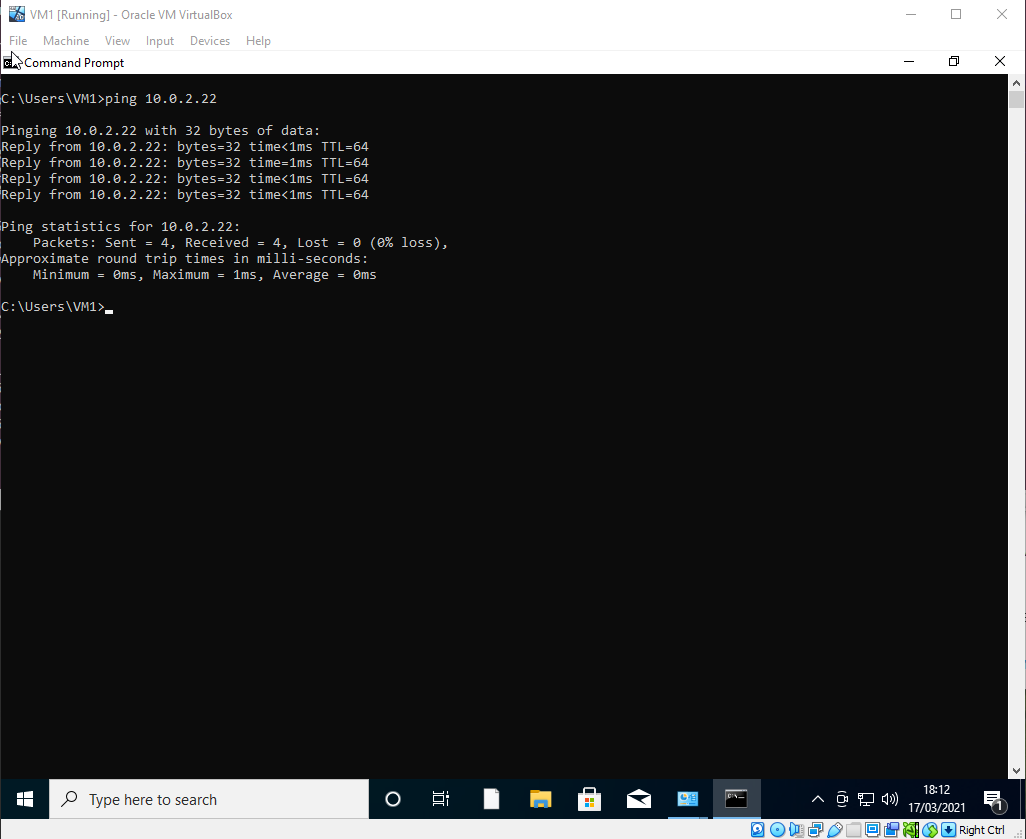 VM1 [Running] - Oracle VM VirtualBox
File Machine View Input Devices Help
Command Prompt
C:\Users\VM1>ping 10.0.2.22
Pinging 10.0.2.22 with 32 bytes of data:
Reply from 10.0.2.22: bytes=32 time<1ms TTL=64
Reply from 10.0.2.22: bytes=32 time=1ms TTL=64
Reply from 10.0.2.22: bytes=32 time<1ms TTL=64
Reply from 10.0.2.22: bytes=32 time<1ms TTL=64
Ping statistics for 10.0.2.22:
Packets: Sent = 4, Received = 4, Lost = 0 (0% loss),
Approximate round trip times in milli-seconds:
Minimum = 0ms, Maximum = 1ms, Average = 0ms
C:\Users\VM1>
Type here to search
18:12
17/03/2021
1
Right Ctrl